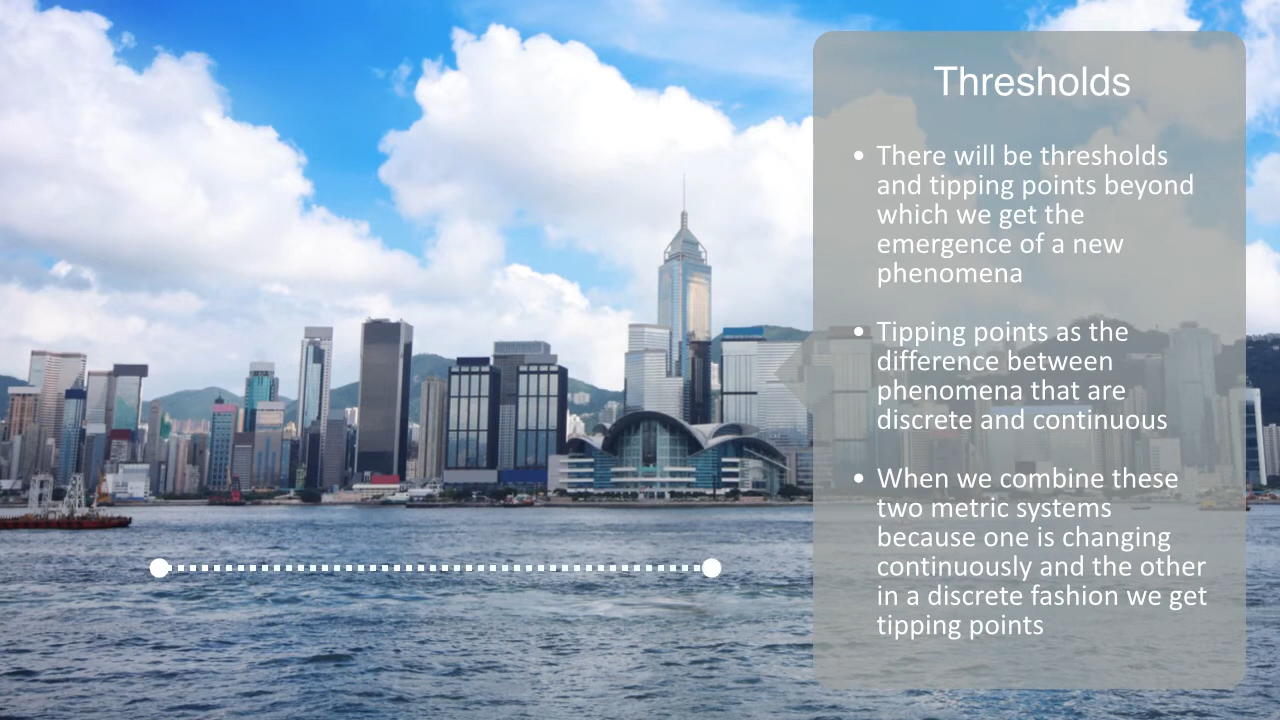 Thresholds
• There will be thresholds
and tipping points beyond
which we get the
emergence of a new
phenomena
• Tipping points as the
difference between
phenomena that are
discrete and continuous
• When we combine these
two metric systems
because one is changing
continuously and the other
in a discrete fashion we get
tipping points